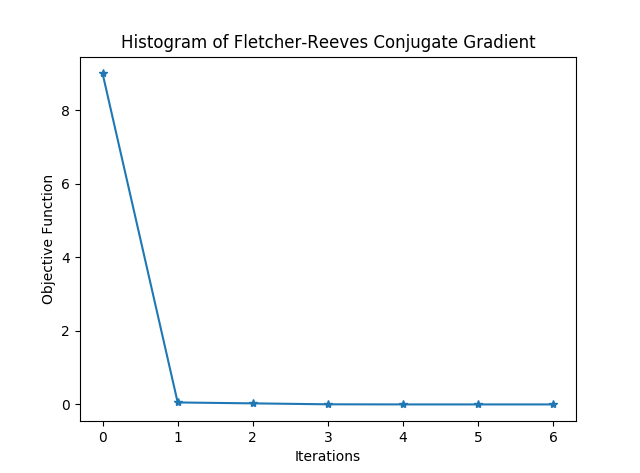 Histogram of Fletcher-Reeves Conjugate Gradient
8
6
4
2
0
Objective Function
0 1 2 3 4 5 6
Iterations